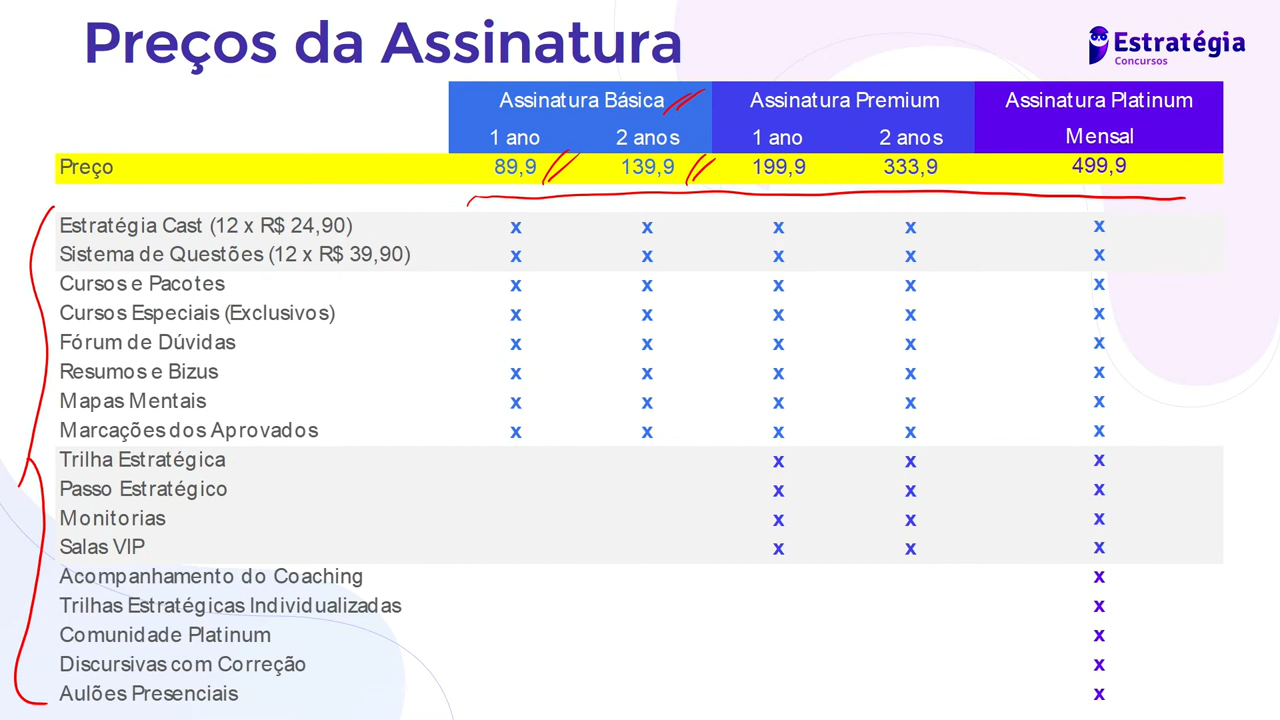 Preços da Assinatura
Estratégia
Concursos
Assinatura Básica Assinatura Premium Assinatura Platinum
1 ano 2 anos 1 ano 2 anos Mensal
Preço 89,9 139,9 199,9 333,9 499,9
Estratégia Cast (12 x R$ 24,90) x x x x x
Sistema de Questões (12 x R$ 39,90) x x x x x
Cursos e Pacotes x x x x x
Cursos Especiais (Exclusivos) x x x x x
Fórum de Dúvidas x x x x x
Resumos e Bizus x x x x x
Mapas Mentais x x x x x
Marcações dos Aprovados x x x x x
Trilha Estratégica x x x
Passo Estratégico x x x
Monitorias x x x
Salas VIP x x x
Acompanhamento do Coaching x
Trilhas Estratégicas Individualizadas x
Comunidade Platinum x
Discursivas com Correção x
Aulões Presenciais x